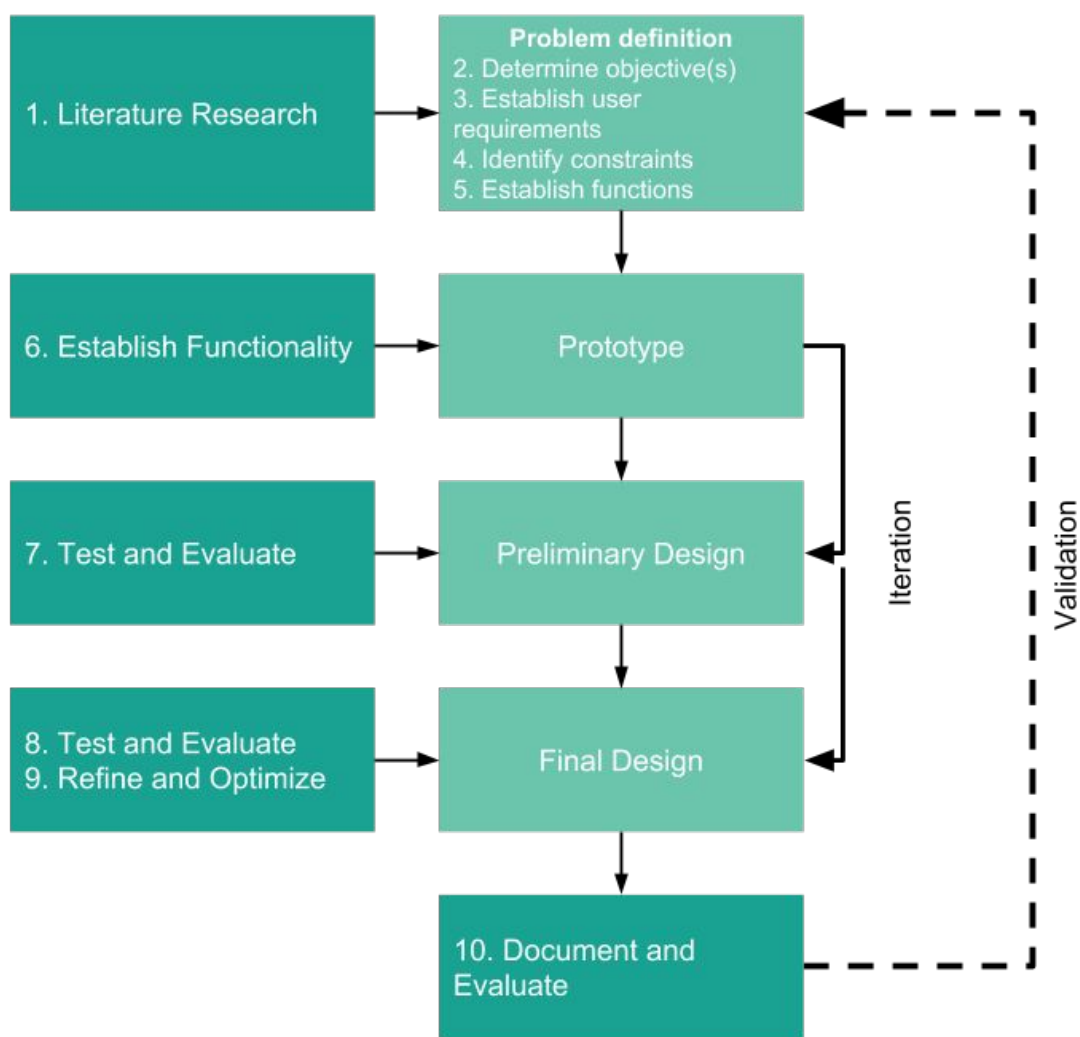 1. Literature Research
Problem definition
2. Determine objective(s)
3. Establish user
requirements
4. Identify constraints
5. Establish functions
6. Establish Functionality
Prototype
7. Test and Evaluate
Preliminary Design
8. Test and Evaluate
9. Refine and Optimize
Final Design
10. Document and
Evaluate
Iteration
Validation